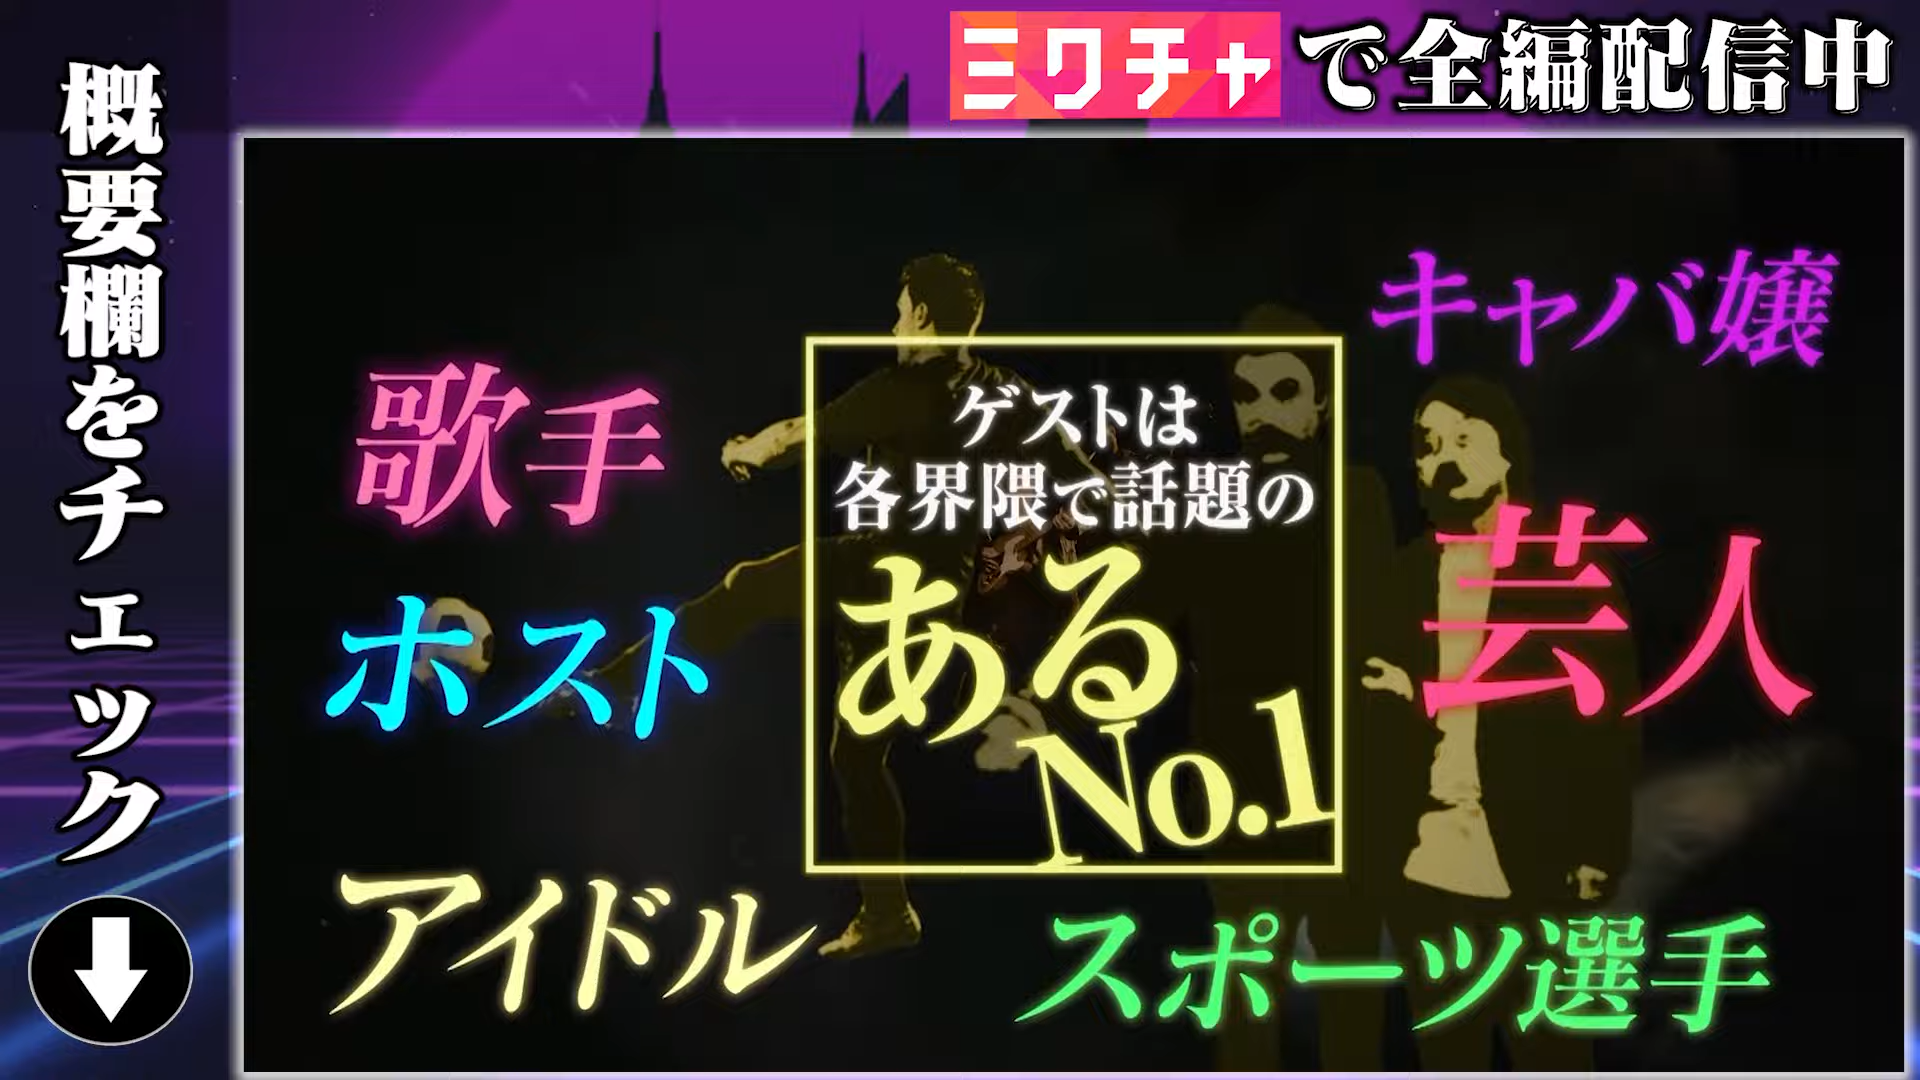 ミクチャで全編配信中
概要欄をチェック
キャバ嬢
歌手
ゲストは
各界隈で話題の
ある
No.1
芸人
ホスト
アイドル
スポーツ選手